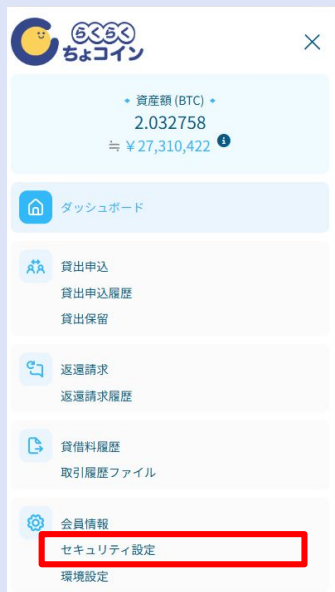 らくらく
ちょコイン
資産額 (BTC)
2.032758
≒ ¥27,310,422
ダッシュボード
貸出申込
貸出申込履歴
貸出保留
返還請求
返還請求履歴
貸借料履歴
取引履歴ファイル
会員情報
セキュリティ設定
環境設定